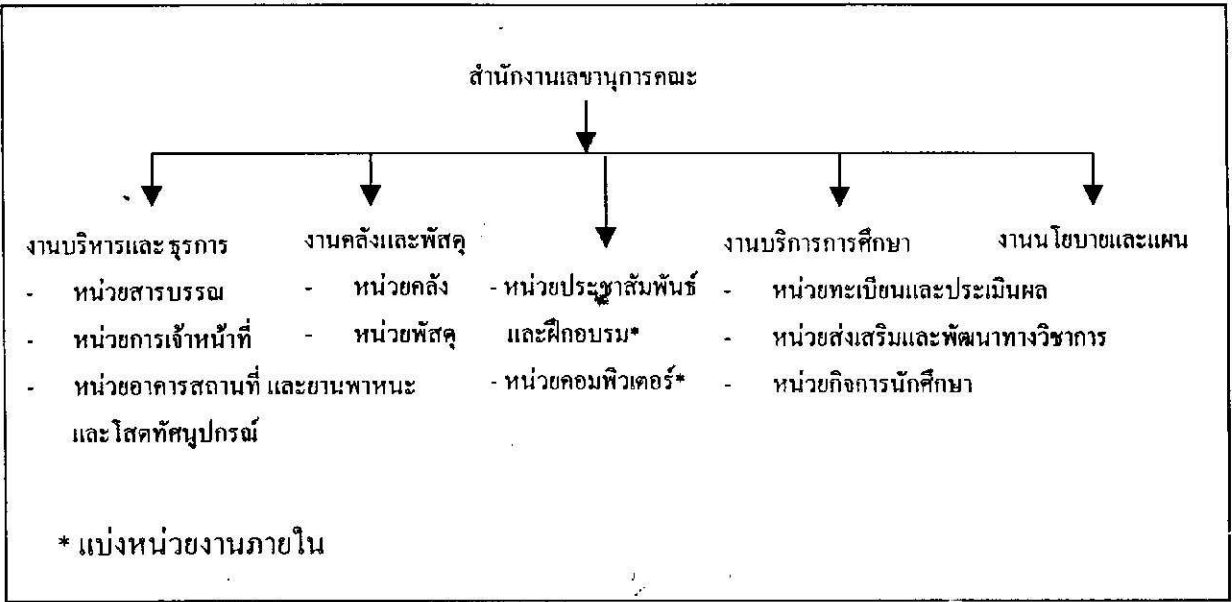 สำนักงานเลขานุการคณะ
งานบริหารและธุรการ
- หน่วยสารบรรณ
- หน่วยการเจ้าหน้าที่
- หน่วยอาคารสถานที่ และยานพาหนะ
และโสตทัศนูปกรณ์
งานคลังและพัสดุ
- หน่วยคลัง
- หน่วยพัสดุ
- หน่วยประชาสัมพันธ์
และฝึกอบรม*
- หน่วยคอมพิวเตอร์*
งานบริการการศึกษา
- หน่วยทะเบียนและประเมินผล
- หน่วยส่งเสริมและพัฒนาทางวิชาการ
- หน่วยกิจการนักศึกษา
งานนโยบายและแผน
* แบ่งหน่วยงานภายใน